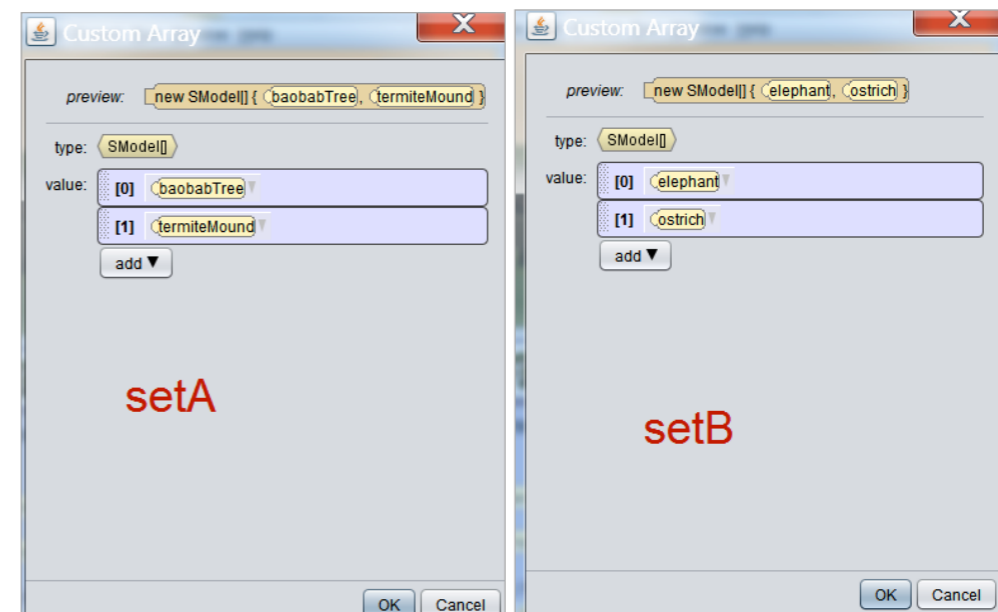 Custom Array
preview: new SModel[] { baobabTree, termiteMound }
type: SModel[]
value: [0] baobabTree
[1] termiteMound
add
setA
OK Cancel
Custom Array
preview: new SModel[] { elephant, ostrich }
type: SModel[]
value: [0] elephant
[1] ostrich
add
setB
OK Cancel